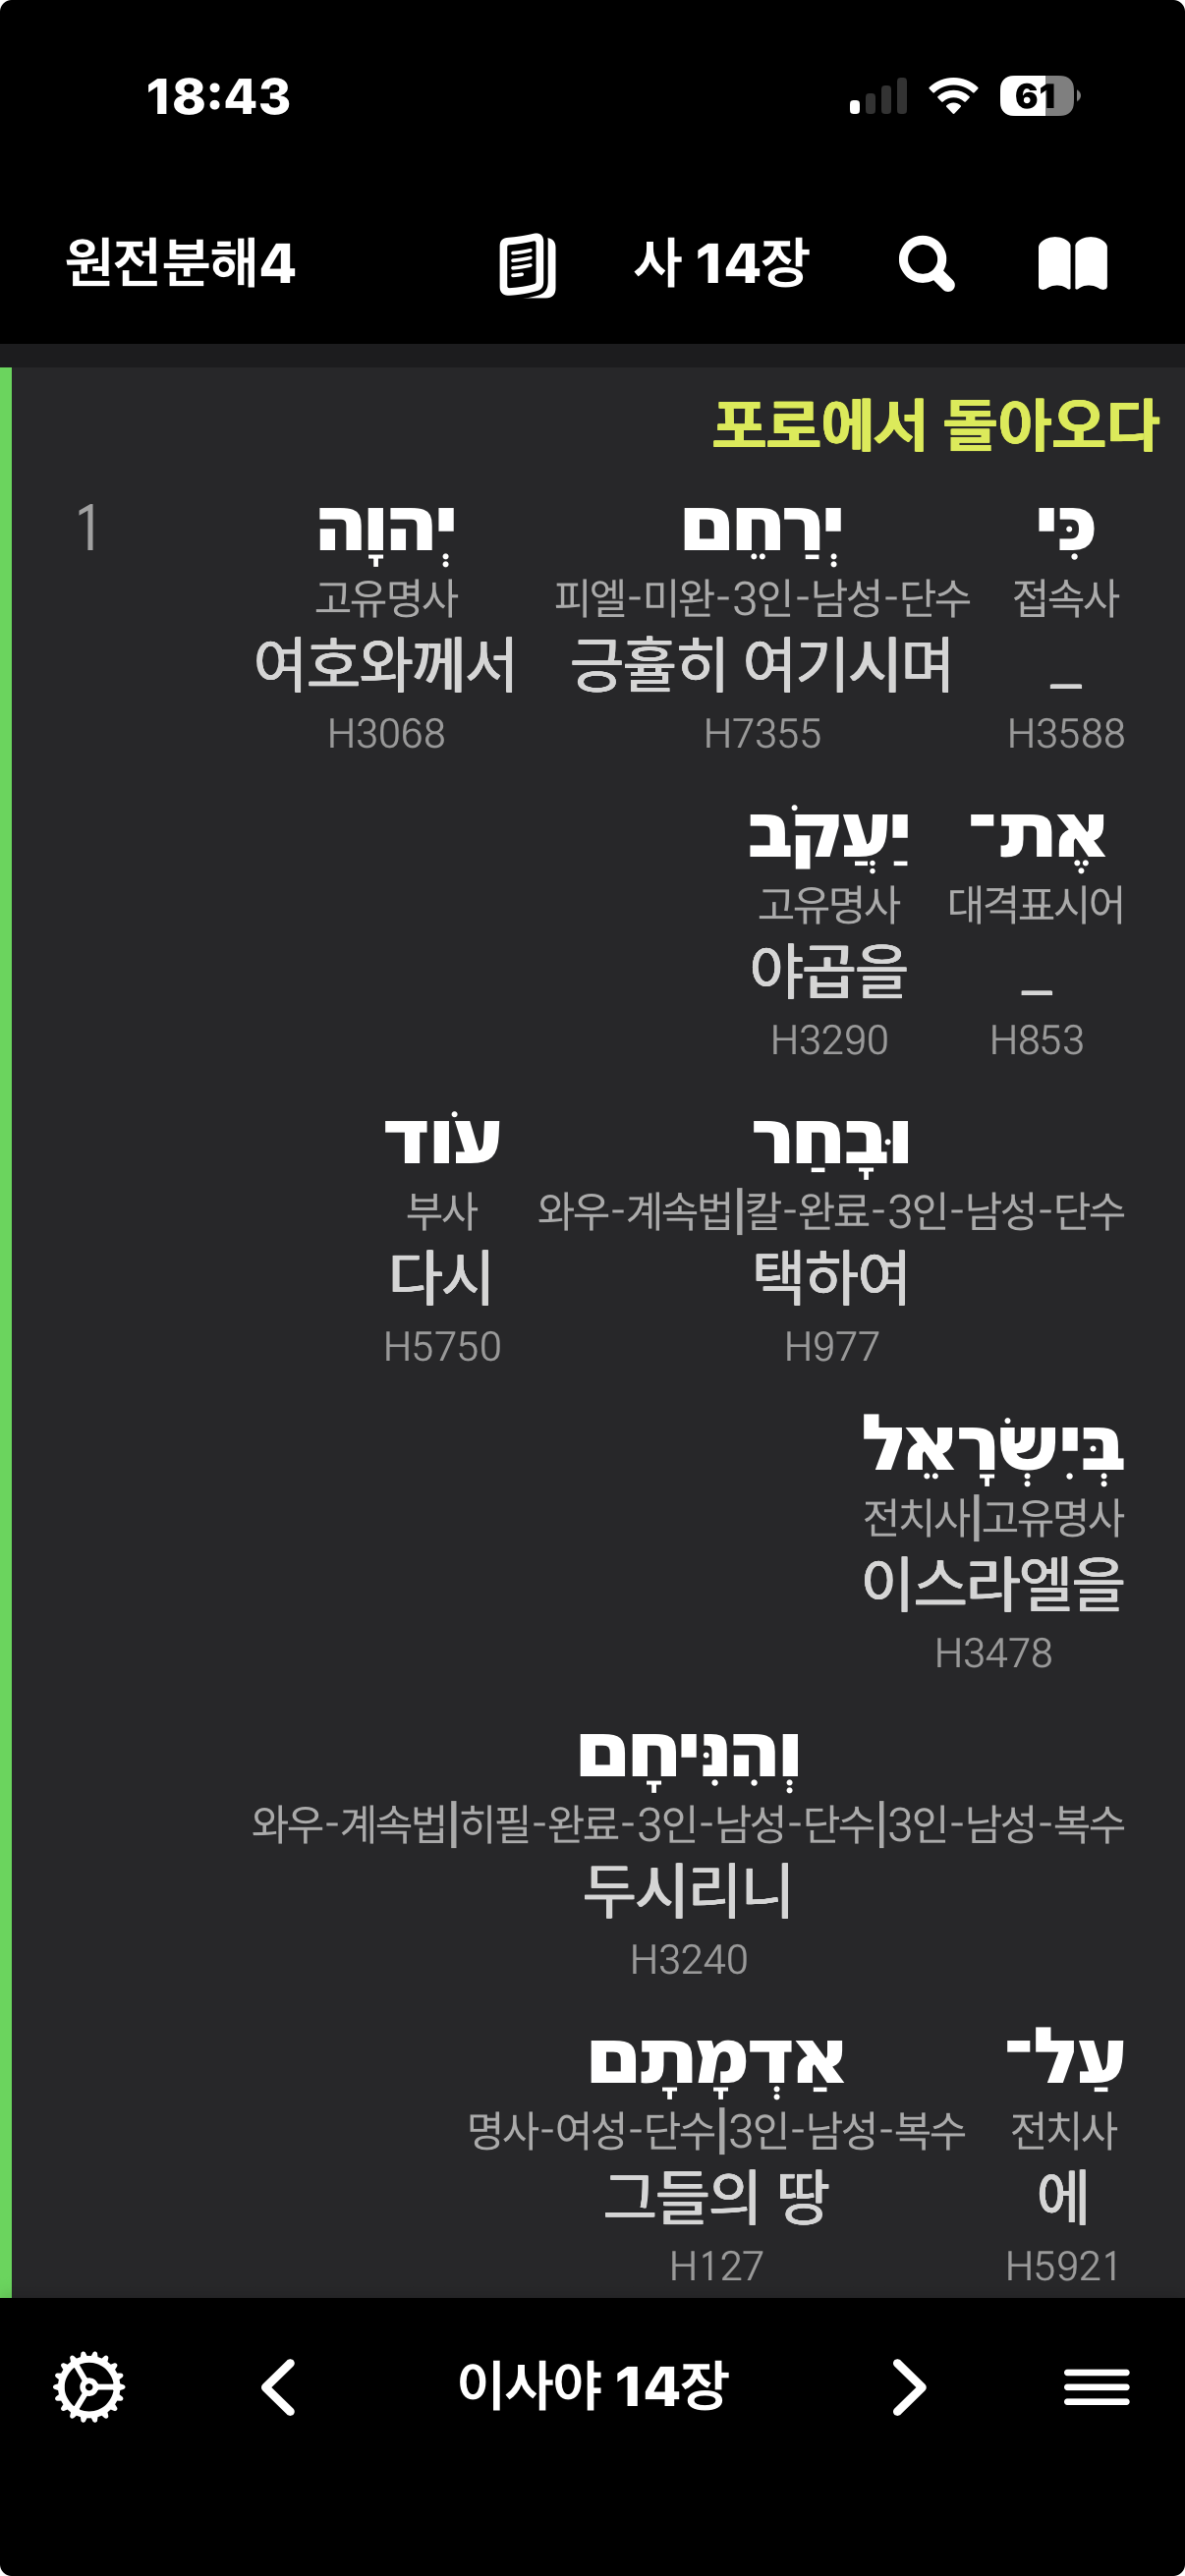 18:43
61
원전분해4 사 14장
포로에서 돌아오다
1
כִּי יְרַחֵם יְהוָה
접속사 피엘-미완-3인-남성-단수 고유명사
_ 긍휼히 여기시며 여호와께서
H3588 H7355 H3068
אֶת־ יַעֲקֹב
대격표시어 고유명사
_ 야곱을
H853 H3290
וּבָחַר עֹוד
와우-계속법|칼-완료-3인-남성-단수 부사
택하여 다시
H977 H5750
בְּיִשְׂרָאֵל
전치사|고유명사
이스라엘을
H3478
וְהִנִּיחָם
와우-계속법|히필-완료-3인-남성-단수|3인-남성-복수
두시리니
H3240
עַל־ אַדְמָתָם
전치사 명사-여성-단수|3인-남성-복수
에 그들의 땅
H5921 H127
이사야 14장